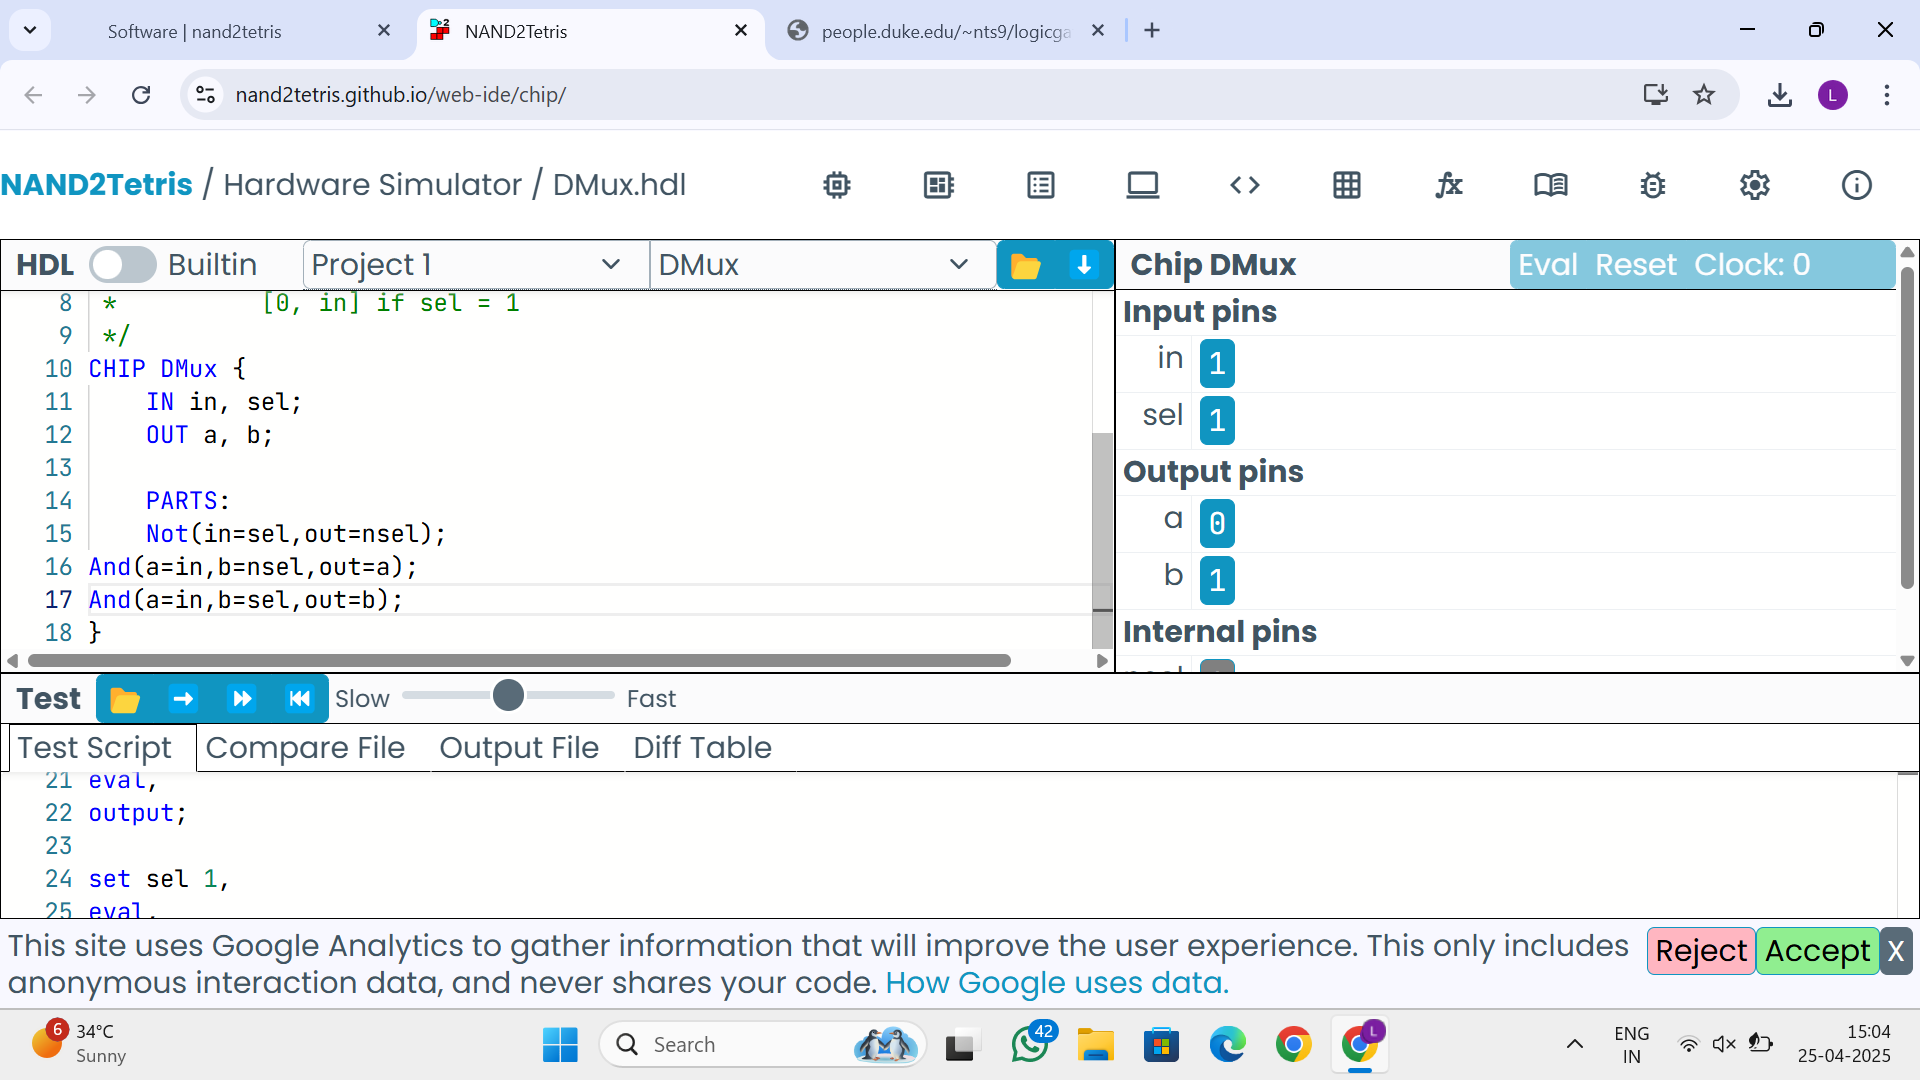 Software | nand2tetris
NAND2Tetris
people.duke.edu/~nts9/logicga
nand2tetris.github.io/web-ide/chip/
L
NAND2Tetris / Hardware Simulator / DMux.hdl
HDL Builtin Project 1 DMux
Chip DMux Eval Reset Clock: 0
8 * [0, in] if sel = 1
9 */
10 CHIP DMux {
11 IN in, sel;
12 OUT a, b;
13
14 PARTS:
15 Not(in=sel,out=nsel);
16 And(a=in,b=nsel,out=a);
17 And(a=in,b=sel,out=b);
18 }
Input pins
in 1
sel 1
Output pins
a 0
b 1
Internal pins
Test Slow Fast
Test Script Compare File Output File Diff Table
21 eval,
22 output;
23
24 set sel 1,
25 eval,
This site uses Google Analytics to gather information that will improve the user experience. This only includes
anonymous interaction data, and never shares your code. How Google uses data.
Reject Accept X
6 34°C
Sunny
Search
42
L
ENG
IN
15:04
25-04-2025